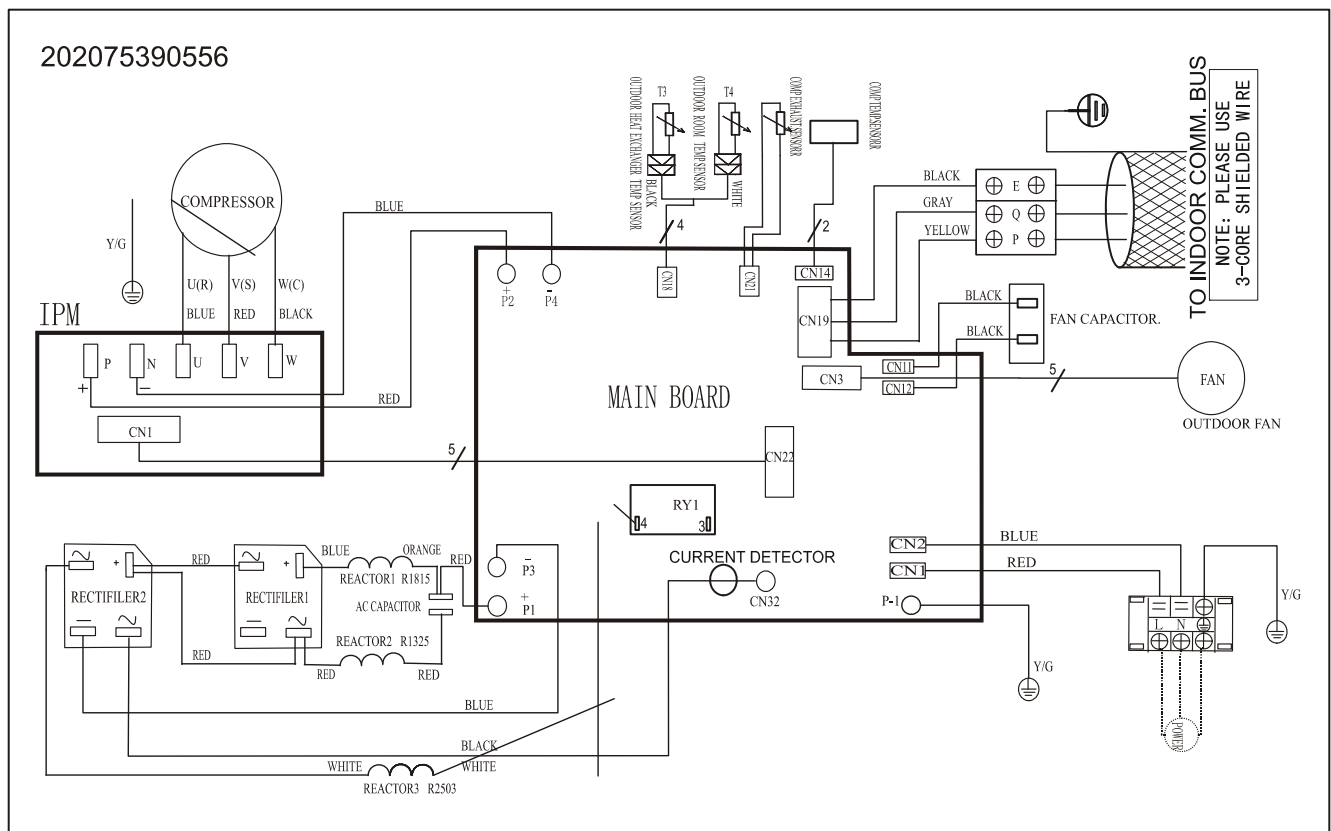 202075390556
OUTDOOR HEAT EXCHANGER TEMP SENSOR
T3
OUTDOOR ROOM TEMPSENSOR
T4
COMPEXHAUSTSENSORR
COMPTEMPSENSORR
BLACK
WHITE
4
2
TO INDOOR COMM. BUS
NOTE: PLEASE USE
3-CORE SHIELDED WIRE
BLACK
GRAY
YELLOW
E
Q
P
COMPRESSOR
Y/G
U(R)
V(S)
W(C)
BLUE
RED
BLACK
BLUE
RED
IPM
P
N
U
V
W
+
−
CN1
5
+
P2
-
P4
CN18
CN21
CN14
CN19
BLACK
BLACK
FAN CAPACITOR.
CN11
CN12
CN3
5
FAN
OUTDOOR FAN
MAIN BOARD
CN22
RY1
4
3
CURRENT DETECTOR
CN32
CN2
CN1
P-1
BLUE
RED
Y/G
Y/G
L
N
POWER
-
P3
+
P1
RECTIFILER2
+
−
RED
RED
RECTIFILER1
+
−
BLUE
ORANGE
RED
REACTOR1 R1815
AC CAPACITOR
REACTOR2 R1325
RED
RED
BLUE
BLACK
WHITE
WHITE
REACTOR3 R2503